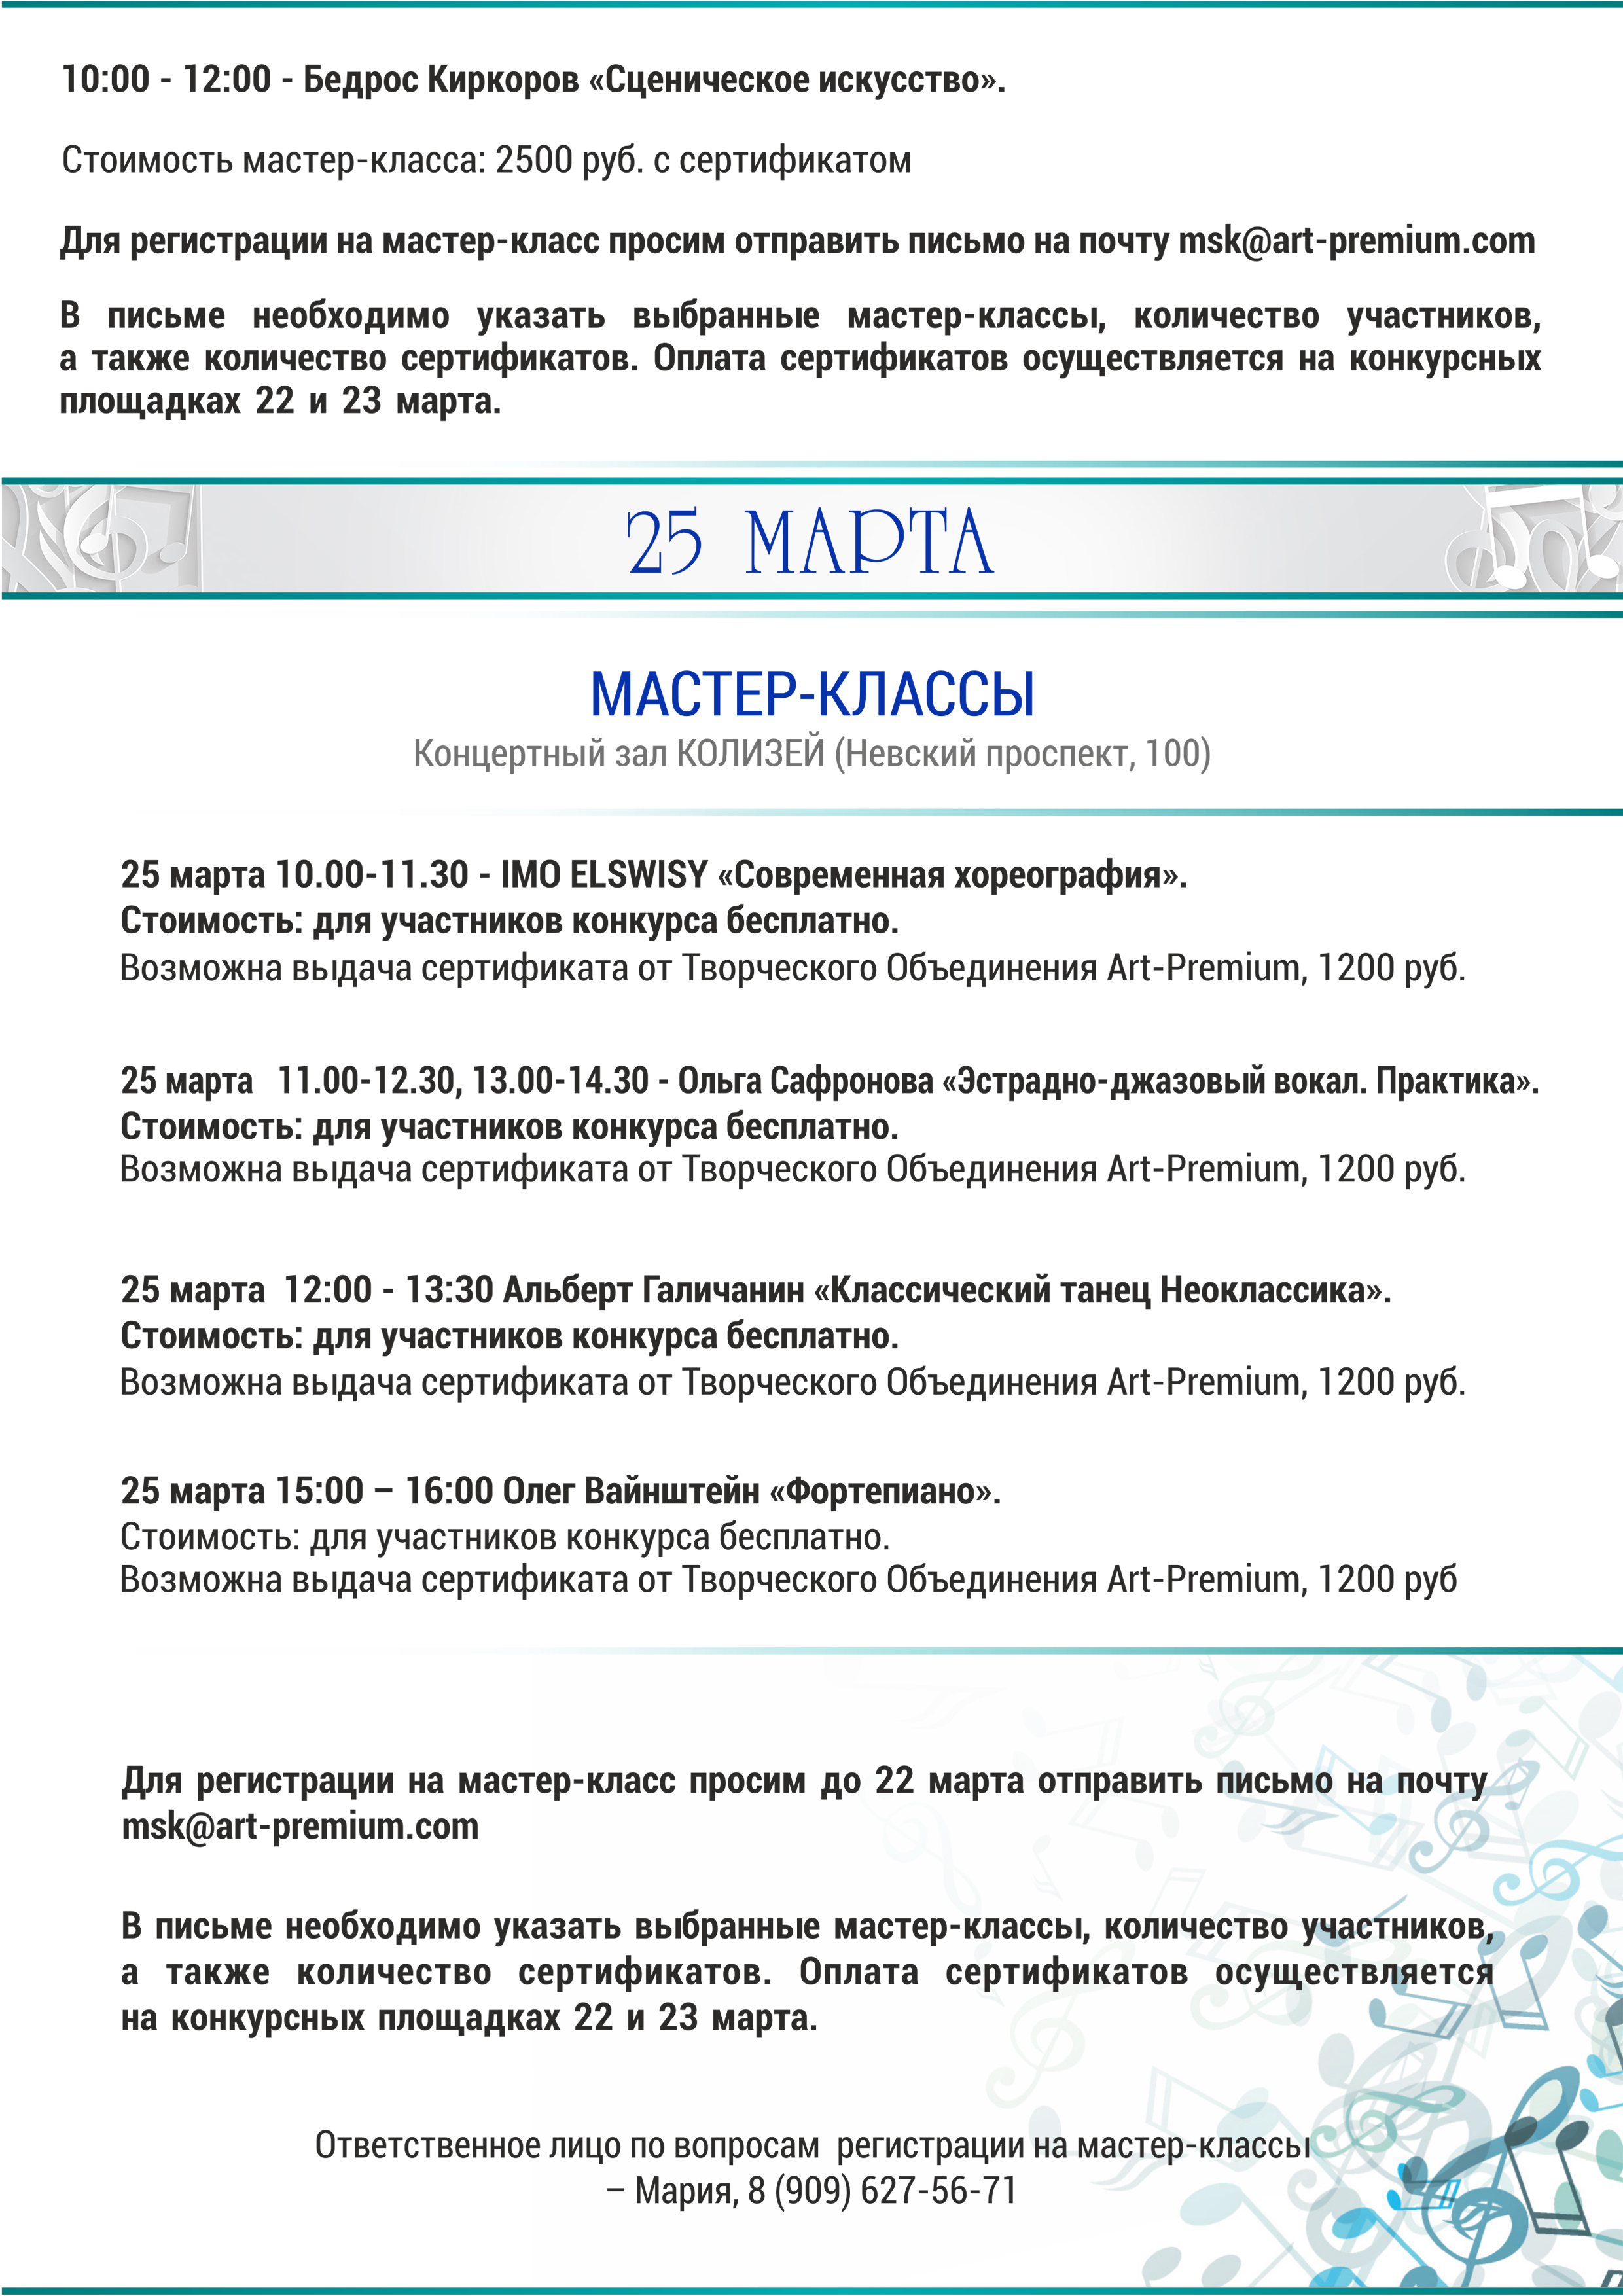 10:00 - 12:00 - Бедрос Киркоров «Сценическое искусство».
Стоимость мастер-класса: 2500 руб. с сертификатом
Для регистрации на мастер-класс просим отправить письмо на почту msk@art-premium.com
В письме необходимо указать выбранные мастер-классы, количество участников,
а также количество сертификатов. Оплата сертификатов осуществляется на конкурсных
площадках 22 и 23 марта.
25 МАРТА
МАСТЕР-КЛАССЫ
Концертный зал КОЛИЗЕЙ (Невский проспект, 100)
25 марта 10.00-11.30 - IMO ELSWISY «Современная хореография».
Стоимость: для участников конкурса бесплатно.
Возможна выдача сертификата от Творческого Объединения Art-Premium, 1200 руб.
25 марта 11.00-12.30, 13.00-14.30 - Ольга Сафронова «Эстрадно-джазовый вокал. Практика».
Стоимость: для участников конкурса бесплатно.
Возможна выдача сертификата от Творческого Объединения Art-Premium, 1200 руб.
25 марта 12:00 - 13:30 Альберт Галичанин «Классический танец Неоклассика».
Стоимость: для участников конкурса бесплатно.
Возможна выдача сертификата от Творческого Объединения Art-Premium, 1200 руб.
25 марта 15:00 – 16:00 Олег Вайнштейн «Фортепиано».
Стоимость: для участников конкурса бесплатно.
Возможна выдача сертификата от Творческого Объединения Art-Premium, 1200 руб
Для регистрации на мастер-класс просим до 22 марта отправить письмо на почту
msk@art-premium.com
В письме необходимо указать выбранные мастер-классы, количество участников,
а также количество сертификатов. Оплата сертификатов осуществляется
на конкурсных площадках 22 и 23 марта.
Ответственное лицо по вопросам регистрации на мастер-классы
– Мария, 8 (909) 627-56-71